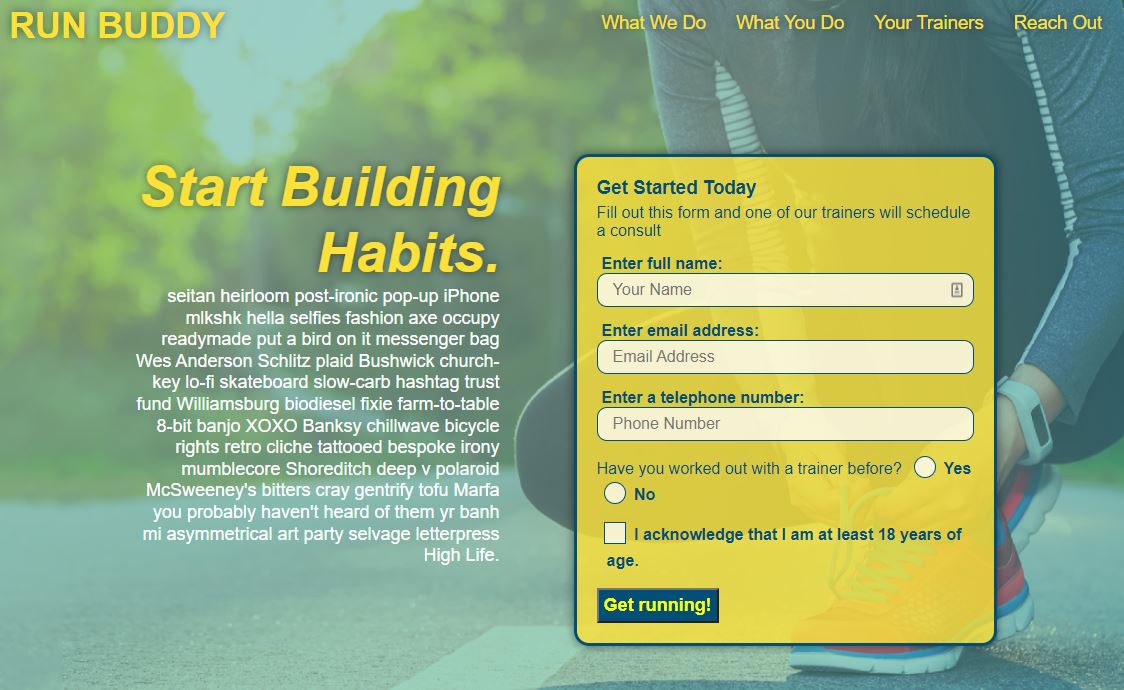 RUN BUDDY
What We Do What You Do Your Trainers Reach Out
Start Building
Habits.
seitan heirloom post-ironic pop-up iPhone
mlkshk hella selfies fashion axe occupy
readymade put a bird on it messenger bag
Wes Anderson Schlitz plaid Bushwick church-
key lo-fi skateboard slow-carb hashtag trust
fund Williamsburg biodiesel fixie farm-to-table
8-bit banjo XOXO Banksy chillwave bicycle
rights retro cliche tattooed bespoke irony
mumblecore Shoreditch deep v polaroid
McSweeney's bitters cray gentrify tofu Marfa
you probably haven't heard of them yr banh
mi asymmetrical art party selvage letterpress
High Life.
Get Started Today
Fill out this form and one of our trainers will schedule
a consult
Enter full name:
Your Name
Enter email address:
Email Address
Enter a telephone number:
Phone Number
Have you worked out with a trainer before? Yes
No
I acknowledge that I am at least 18 years of
age.
Get running!